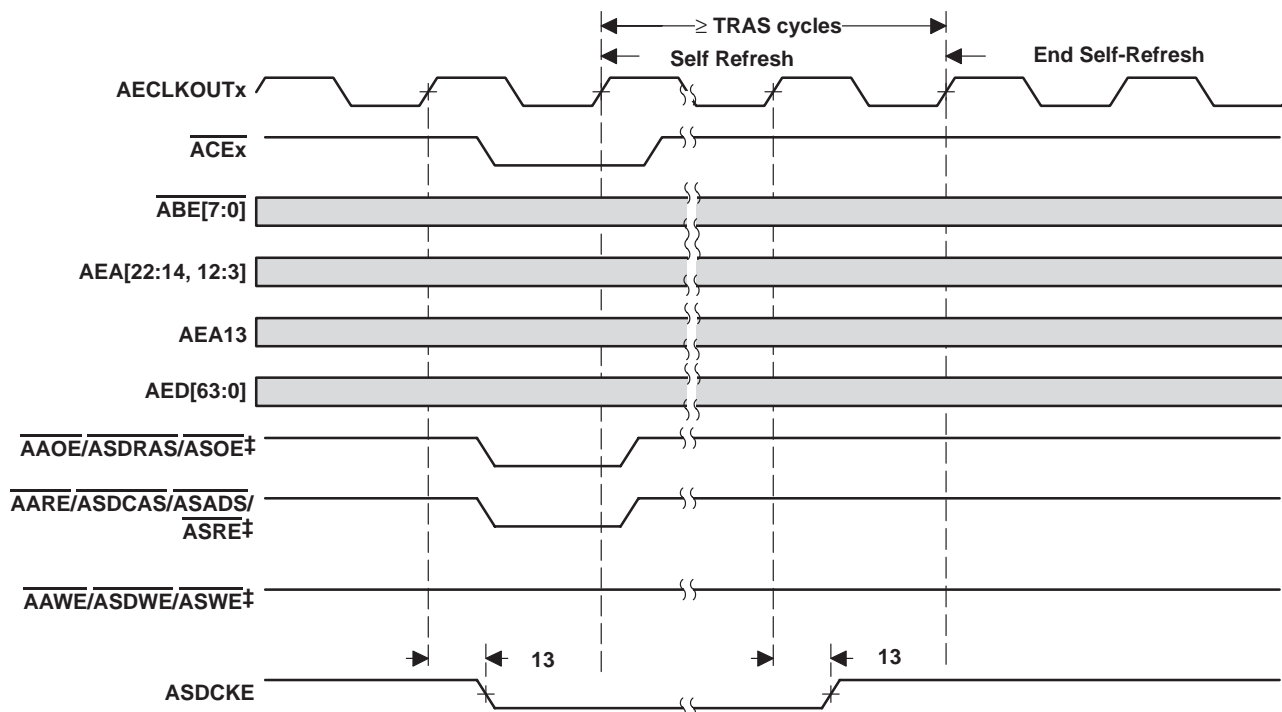 ≥ TRAS cycles
Self Refresh
End Self-Refresh
AECLKOUTx
ACEx
ABE[7:0]
AEA[22:14, 12:3]
AEA13
AED[63:0]
AAOE/ASDRAS/ASOE‡
AARE/ASDCAS/ASADS/
ASRE‡
AAWE/ASDWE/ASWE‡
13
13
ASDCKE